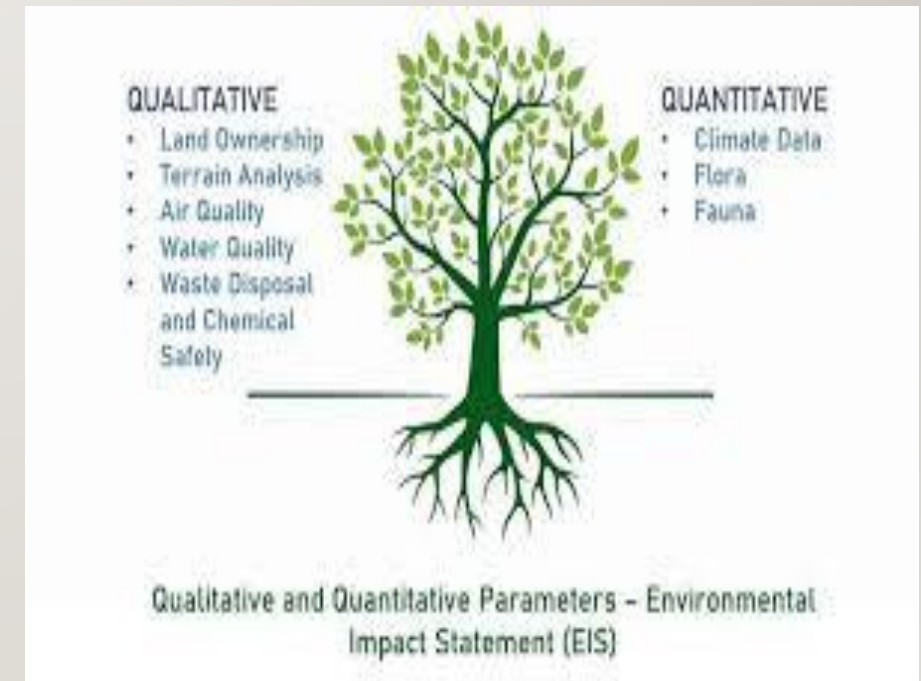 QUALITATIVE
• Land Ownership
• Terrain Analysis
• Air Quality
• Water Quality
• Waste Disposal
and Chemical
Safely
QUANTITATIVE
• Climate Data
• Flora
• Fauna
Qualitative and Quantitative Parameters – Environmental
Impact Statement (EIS)